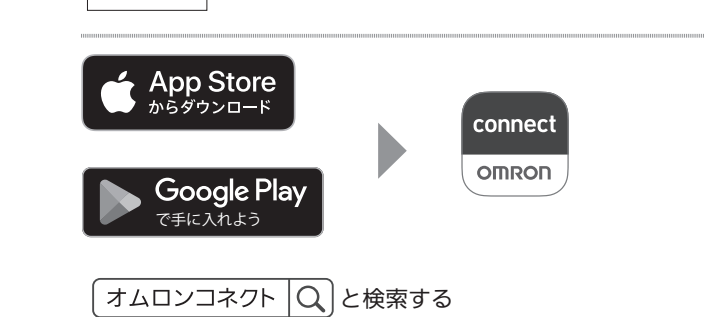 App Store
からダウンロード
connect
OMRON
Google Play
で手に入れよう
オムロンコネクト と検索する